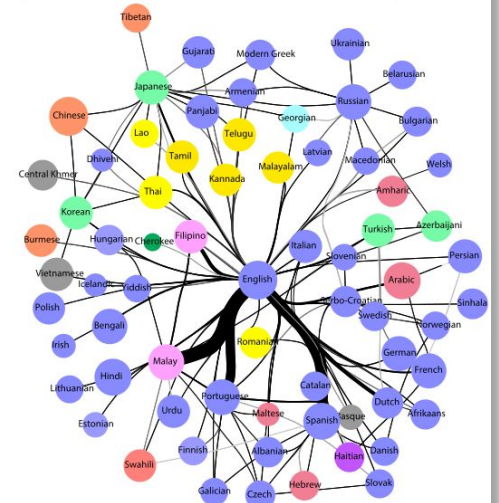 Tibetan
Ukrainian
Gujarati
Modern Greek
Belarusian
Japanese
Armenian
Russian
Panjabi
Georgian
Bulgarian
Chinese
Lao
Telugu
Tamil
Latvian
Macedonian
Dhivehi
Malayalam
Welsh
Central Khmer
Kannada
Thai
Amharic
Korean
Azerbaijani
Turkish
Burmese
Hungarian
Cherokee
Filipino
Italian
Slovenian
Persian
Vietnamese
English
Arabic
Icelandic
Yiddish
Serbo-Croatian
Sinhala
Polish
Swedish
Norwegian
Bengali
Irish
Romanian
German
Malay
French
Hindi
Lithuanian
Catalan
Portuguese
Dutch
Urdu
Maltese
Basque
Afrikaans
Estonian
Spanish
Finnish
Albanian
Danish
Haitian
Swahili
Galician
Czech
Hebrew
Slovak